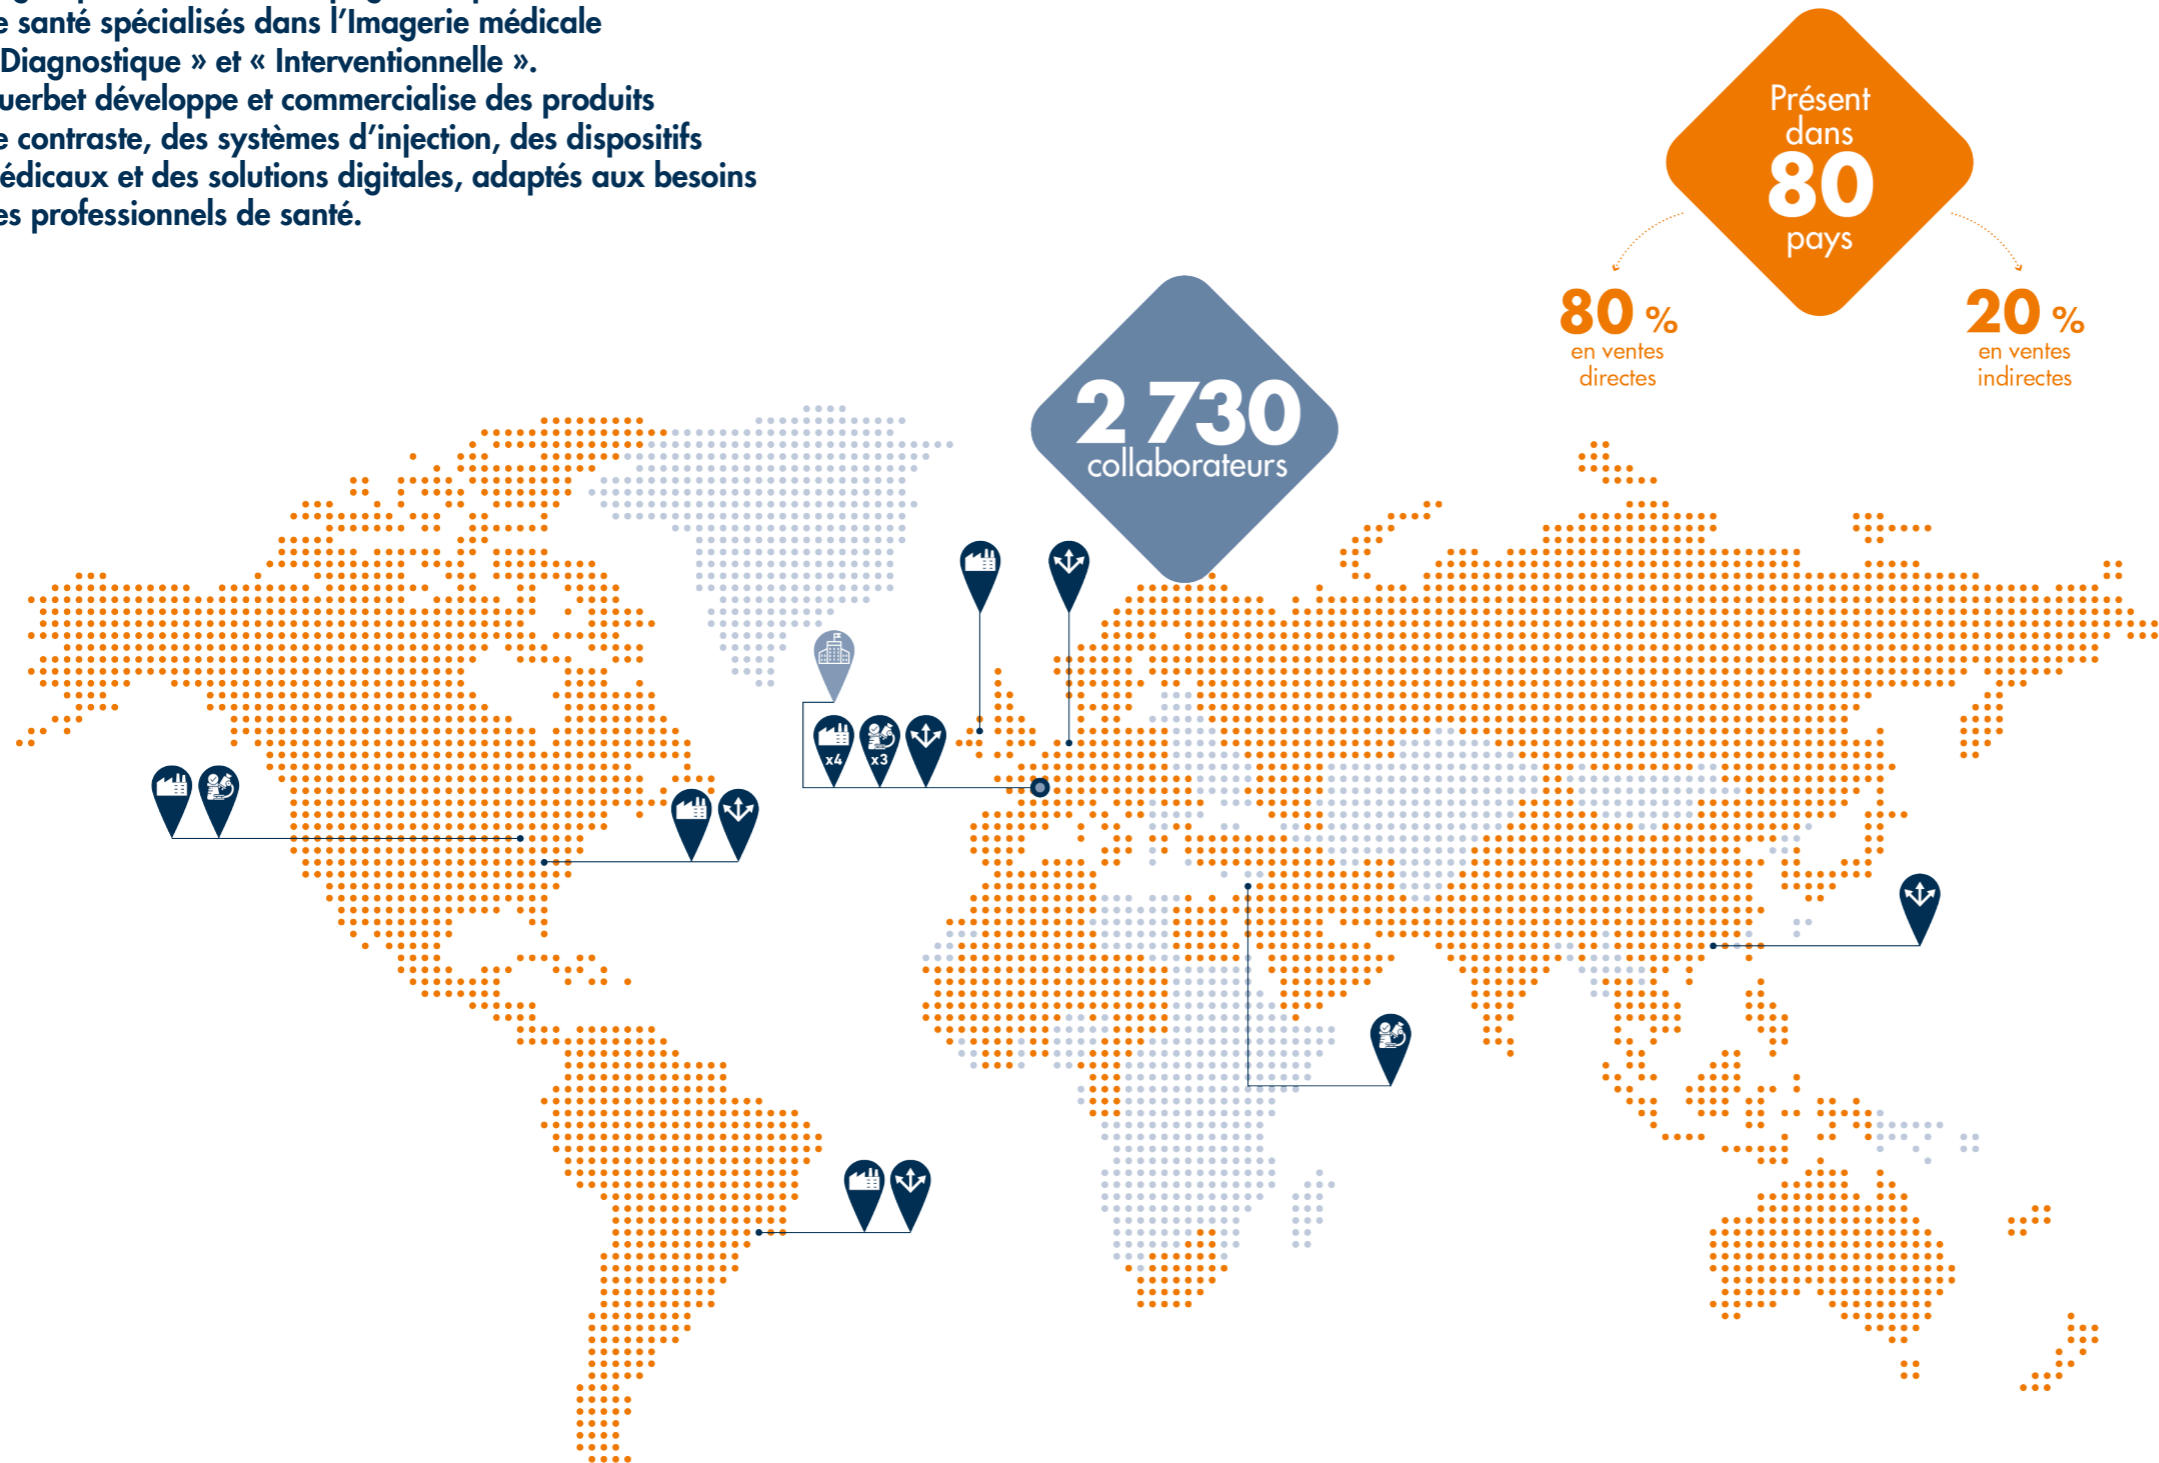 e santé spécialisés dans l’Imagerie médicale
Diagnostique » et « Interventionnelle ».
uerbet développe et commercialise des produits
e contraste, des systèmes d’injection, des dispositifs
édicaux et des solutions digitales, adaptés aux besoins
es professionnels de santé.
Présent
dans
80
pays
80 %
en ventes
directes
20 %
en ventes
indirectes
2 730
collaborateurs
x4
x3